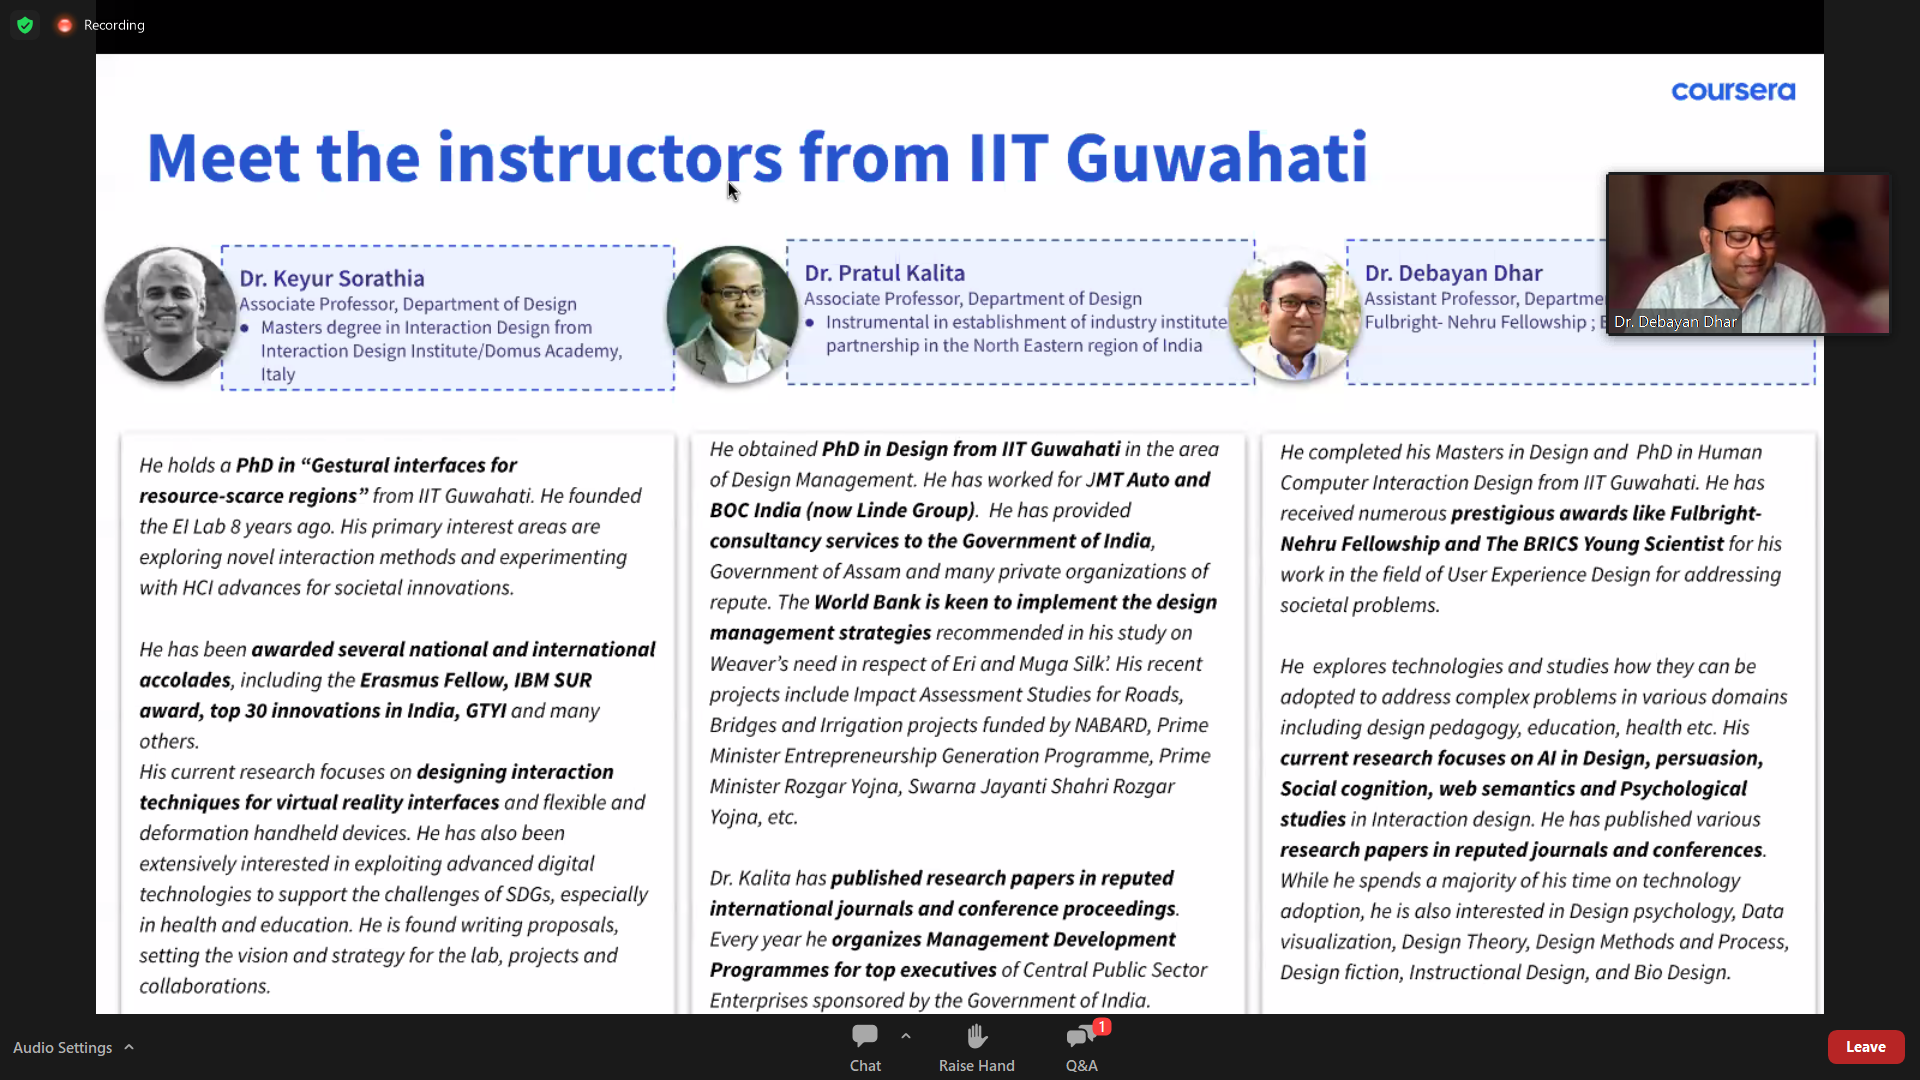 Recording
coursera
Meet the instructors from IIT Guwahati
Dr. Keyur Sorathia
Associate Professor, Department of Design
● Masters degree in Interaction Design from
Interaction Design Institute/Domus Academy,
Italy
Dr. Pratul Kalita
Associate Professor, Department of Design
● Instrumental in establishment of industry institute
partnership in the North Eastern region of India
Dr. Debayan Dhar
Assistant Professor,
Fulbright- Nehru Fellowship ;
Dr. Debayan Dhar
He holds a PhD in “Gestural interfaces for
resource-scarce regions” from IIT Guwahati. He founded
the EI Lab 8 years ago. His primary interest areas are
exploring novel interaction methods and experimenting
with HCI advances for societal innovations.
He has been awarded several national and international
accolades, including the Erasmus Fellow, IBM SUR
award, top 30 innovations in India, GTYI and many
others.
His current research focuses on designing interaction
techniques for virtual reality interfaces and flexible and
deformation handheld devices. He has also been
extensively interested in exploiting advanced digital
technologies to support the challenges of SDGs, especially
in health and education. He is found writing proposals,
setting the vision and strategy for the lab, projects and
collaborations.
He obtained PhD in Design from IIT Guwahati in the area
of Design Management. He has worked for JMT Auto and
BOC India (now Linde Group). He has provided
consultancy services to the Government of India,
Government of Assam and many private organizations of
repute. The World Bank is keen to implement the design
management strategies recommended in his study on
Weaver’s need in respect of Eri and Muga Silk’. His recent
projects include Impact Assessment Studies for Roads,
Bridges and Irrigation projects funded by NABARD, Prime
Minister Entrepreneurship Generation Programme, Prime
Minister Rozgar Yojna, Swarna Jayanti Shahri Rozgar
Yojna, etc.
Dr. Kalita has published research papers in reputed
international journals and conference proceedings.
Every year he organizes Management Development
Programmes for top executives of Central Public Sector
Enterprises sponsored by the Government of India.
He completed his Masters in Design and PhD in Human
Computer Interaction Design from IIT Guwahati. He has
received numerous prestigious awards like Fulbright-
Nehru Fellowship and The BRICS Young Scientist for his
work in the field of User Experience Design for addressing
societal problems.
He explores technologies and studies how they can be
adopted to address complex problems in various domains
including design pedagogy, education, health etc. His
current research focuses on AI in Design, persuasion,
Social cognition, web semantics and Psychological
studies in Interaction design. He has published various
research papers in reputed journals and conferences.
While he spends a majority of his time on technology
adoption, he is also interested in Design psychology, Data
visualization, Design Theory, Design Methods and Process,
Design fiction, Instructional Design, and Bio Design.
Audio Settings
Chat
Raise Hand
1
Q&A
Leave